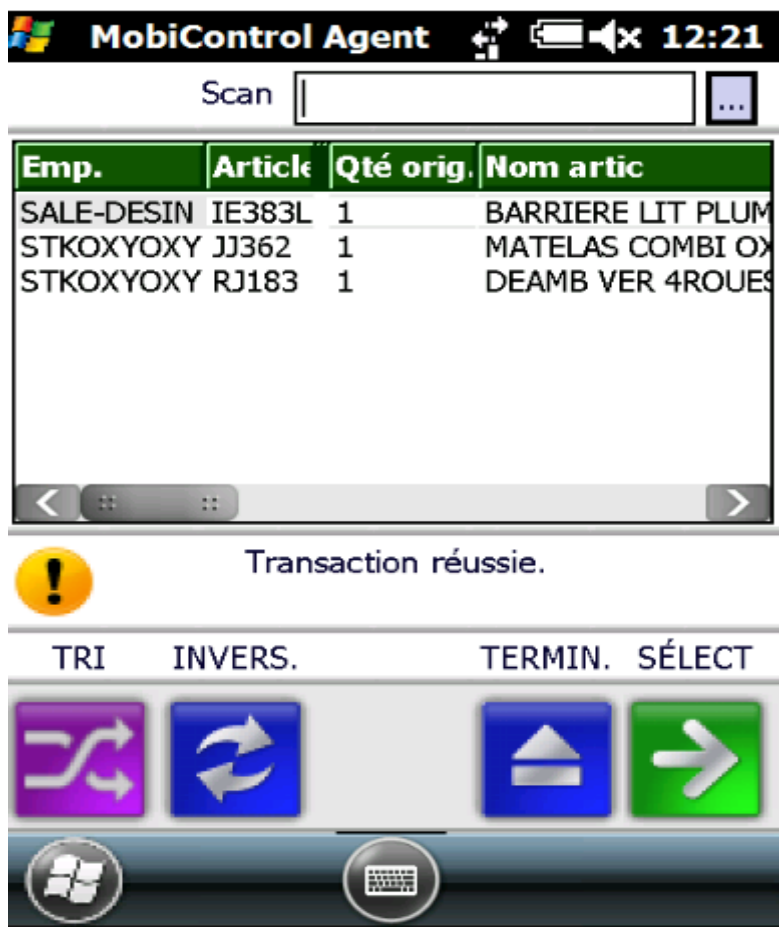 MobiControl Agent 12:21
Scan ...
Emp. Article Qté orig. Nom artic
SALE-DESIN IE383L 1 BARRIERE LIT PLUM
STKOXYOXY JJ362 1 MATELAS COMBI OX
STKOXYOXY RJ183 1 DEAMB VER 4ROUES
Transaction réussie.
TRI INVERS. TERMIN. SÉLECT